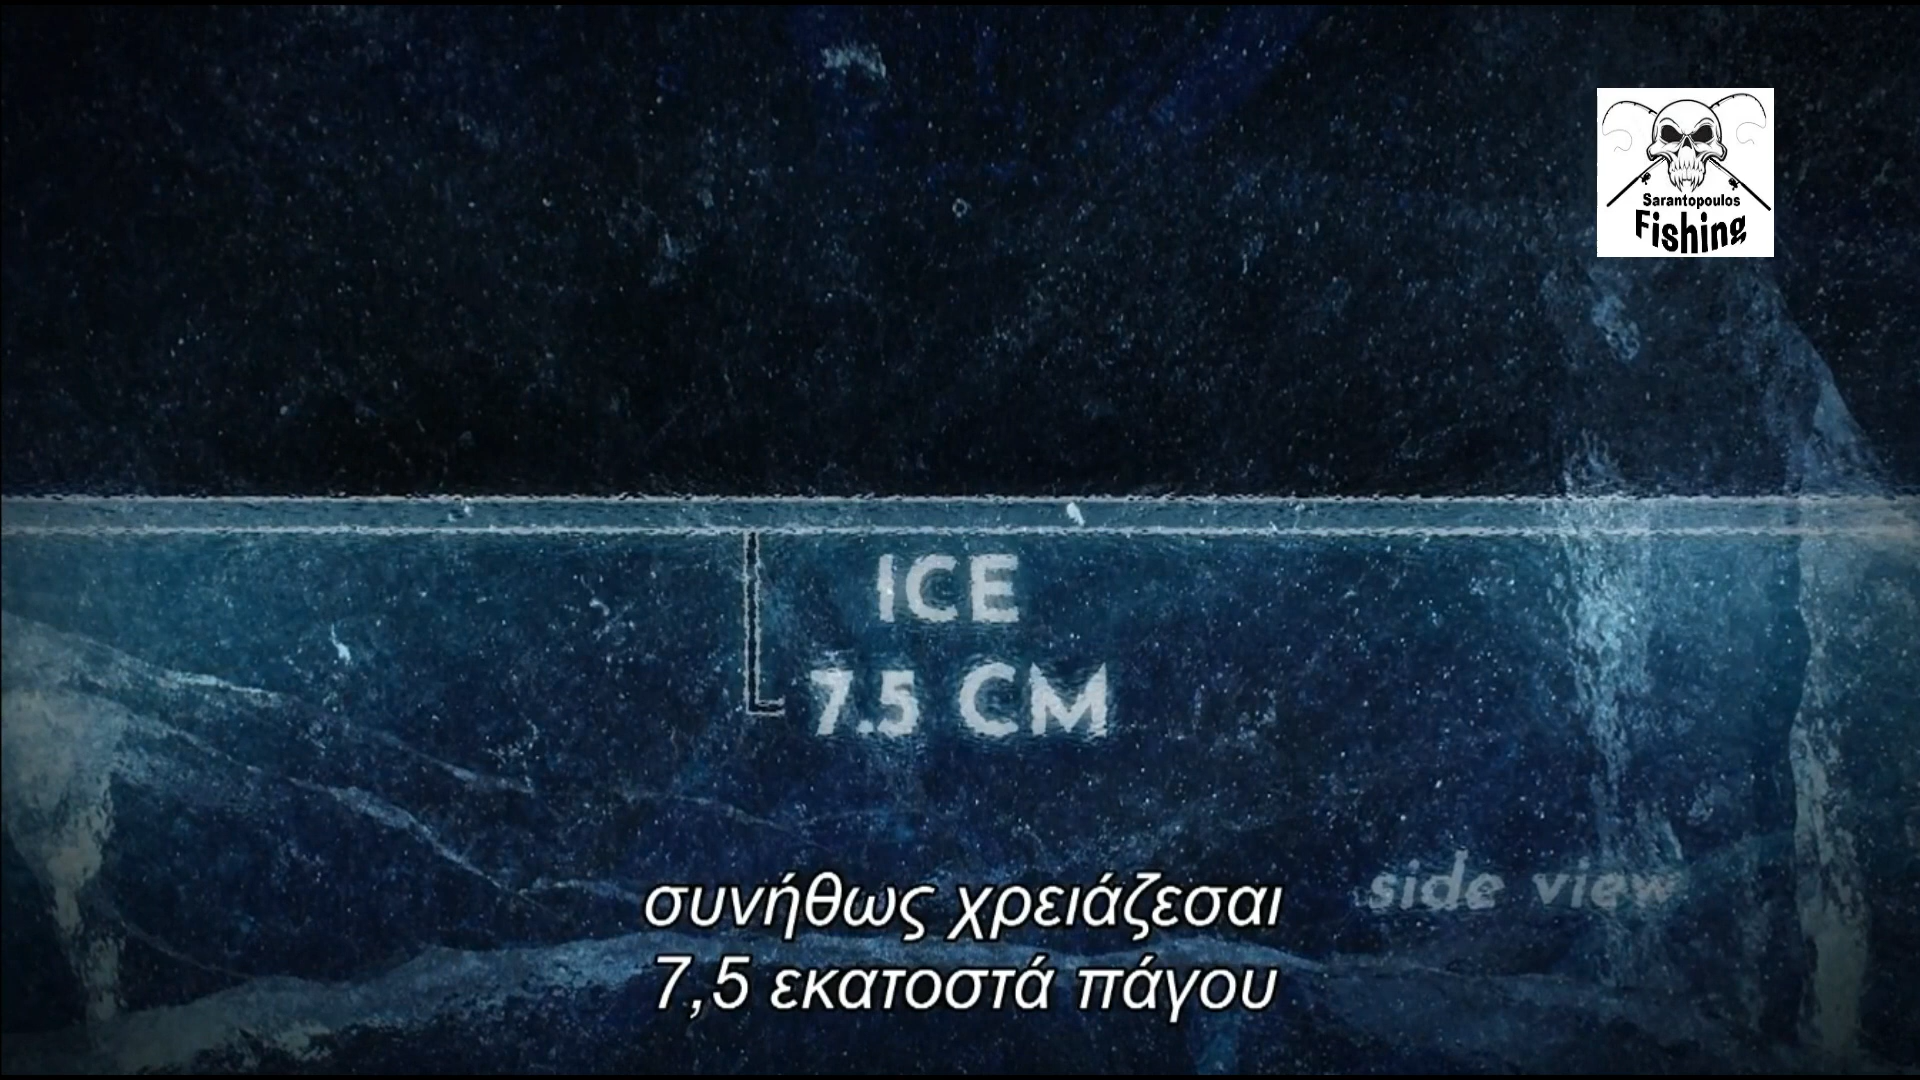 Sarantopoulos
Fishing
ICE
7.5 CM
side view
συνήθως χρειάζεσαι
7,5 εκατοστά πάγου